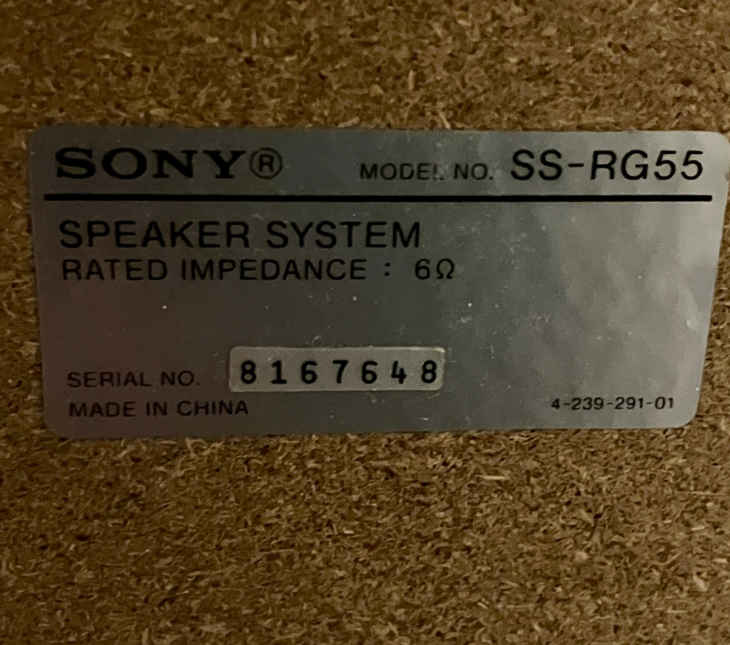 SONY® MODEL NO. SS-RG55
SPEAKER SYSTEM
RATED IMPEDANCE : 6Ω
SERIAL NO. 8167648
MADE IN CHINA 4-239-291-01